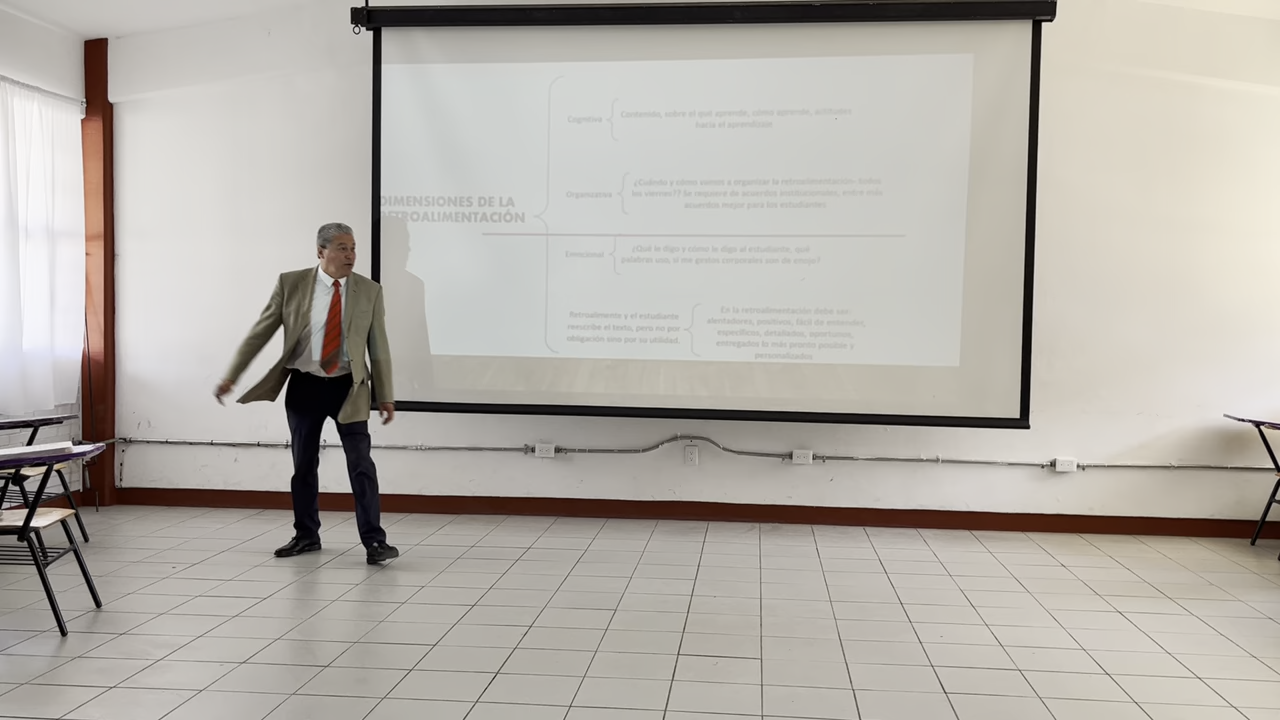 DIMENSIONES DE LA
RETROALIMENTACIÓN
Cognitiva
Contenido, sobre el que aprende, cómo aprende, actitudes
hacia el aprendizaje
Organizativa
¿Cuándo y cómo vamos a organizar la retroalimentación- todos
los viernes?? Se requiere de acuerdos institucionales, entre más
acuerdos mejor para los estudiantes
Emocional
¿Qué le digo y cómo le digo al estudiante, qué
palabras uso, si me gestos corporales son de enojo?
Retroalimento y el estudiante
reescribe el texto, pero no por
obligación sino por su utilidad.
En la retroalimentación debe ser:
alentadores, positivos, fácil de entender,
específicos, detallados, oportunos,
entregados lo más pronto posible y
personalizados